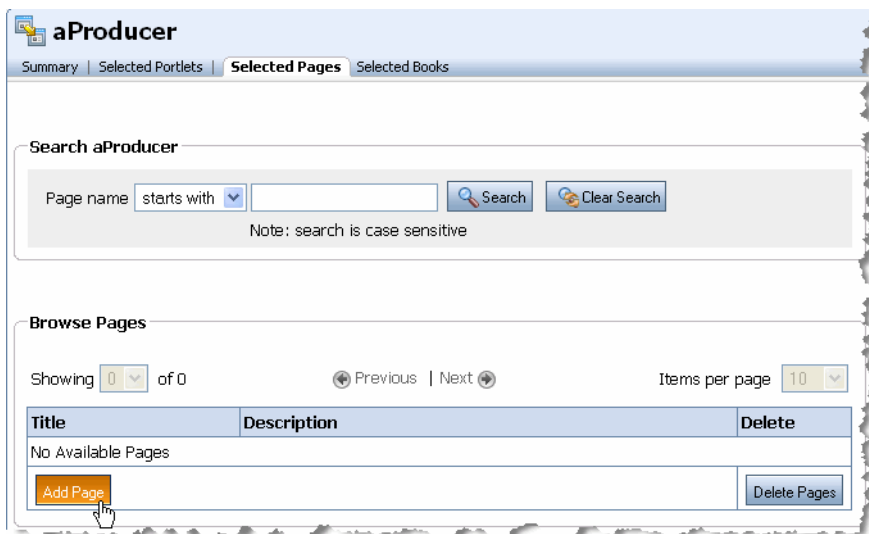 aProducer
Summary | Selected Portlets | Selected Pages Selected Books
Search aProducer
Page name starts with Search Clear Search
Note: search is case sensitive
Browse Pages
Showing 0 of 0 Previous | Next Items per page 10
Title Description Delete
No Available Pages
Add Page Delete Pages